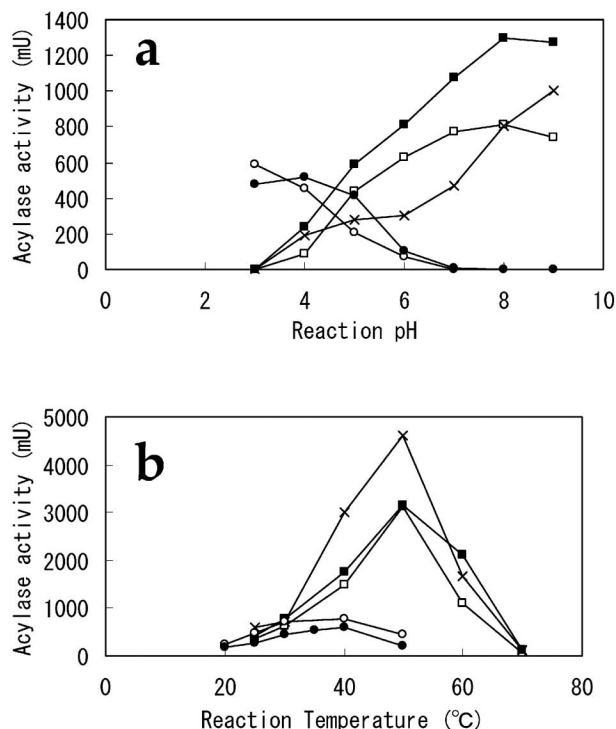 a
1400
1200
1000
800
600
400
200
0
0 2 4 6 8 10
Reaction pH
Acylase activity (mU)
b
5000
4000
3000
2000
1000
0
0 20 40 60 80
Reaction Temperature (℃)
Acylase activity (mU)